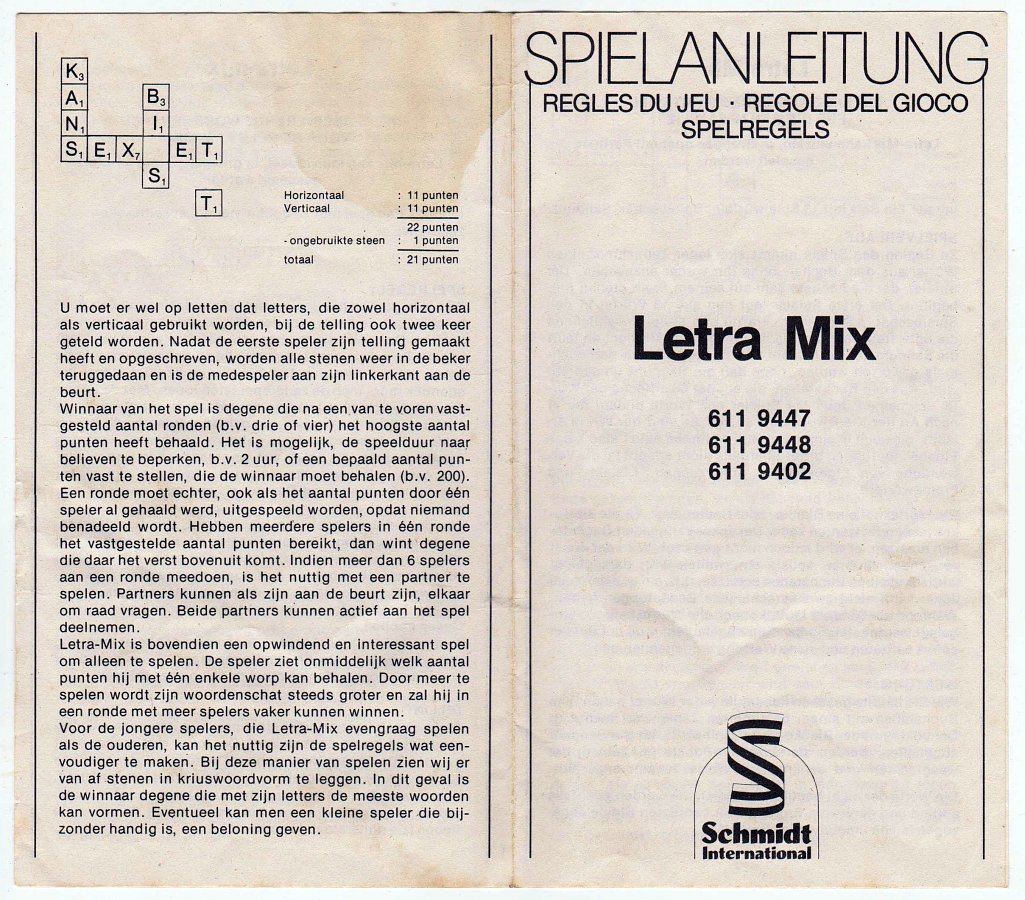 K3
A1 B3
N1 I1
S1 E1 X7 E1 T1
S1
T1
Horizontaal : 11 punten
Verticaal : 11 punten
22 punten
- ongebruikte steen : 1 punten
totaal : 21 punten
U moet er wel op letten dat letters, die zowel horizontaal
als verticaal gebruikt worden, bij de telling ook twee keer
geteld worden. Nadat de eerste speler zijn telling gemaakt
heeft en opgeschreven, worden alle stenen weer in de beker
teruggedaan en is de medespeler aan zijn linkerkant aan de
beurt.
Winnaar van het spel is degene die na een van te voren vast-
gesteld aantal ronden (b.v. drie of vier) het hoogste aantal
punten heeft behaald. Het is mogelijk, de speelduur naar
believen te beperken, b.v. 2 uur, of een bepaald aantal pun-
ten vast te stellen, die de winnaar moet behalen (b.v. 200).
Een ronde moet echter, ook als het aantal punten door één
speler al gehaald werd, uitgespeeld worden, opdat niemand
benadeeld wordt. Hebben meerdere spelers in één ronde
het vastgestelde aantal punten bereikt, dan wint degene
die daar het verst bovenuit komt. Indien meer dan 6 spelers
aan een ronde meedoen, is het nuttig met een partner te
spelen. Partners kunnen als zijn aan de beurt zijn, elkaar
om raad vragen. Beide partners kunnen actief aan het spel
deelnemen.
Letra-Mix is bovendien een opwindend en interessant spel
om alleen te spelen. De speler ziet onmiddelijk welk aantal
punten hij met één enkele worp kan behalen. Door meer te
spelen wordt zijn woordenschat steeds groter en zal hij in
een ronde met meer spelers vaker kunnen winnen.
Voor de jongere spelers, die Letra-Mix evengraag spelen
als de ouderen, kan het nuttig zijn de spelregels wat een-
voudiger te maken. Bij deze manier van spelen zien wij er
van af stenen in kriuswoordvorm te leggen. In dit geval is
de winnaar degene die met zijn letters de meeste woorden
kan vormen. Eventueel kan men een kleine speler die bij-
zonder handig is, een beloning geven.
SPIELANLEITUNG
REGLES DU JEU · REGOLE DEL GIOCO
SPELREGELS
Letra Mix
611 9447
611 9448
611 9402
Schmidt
International